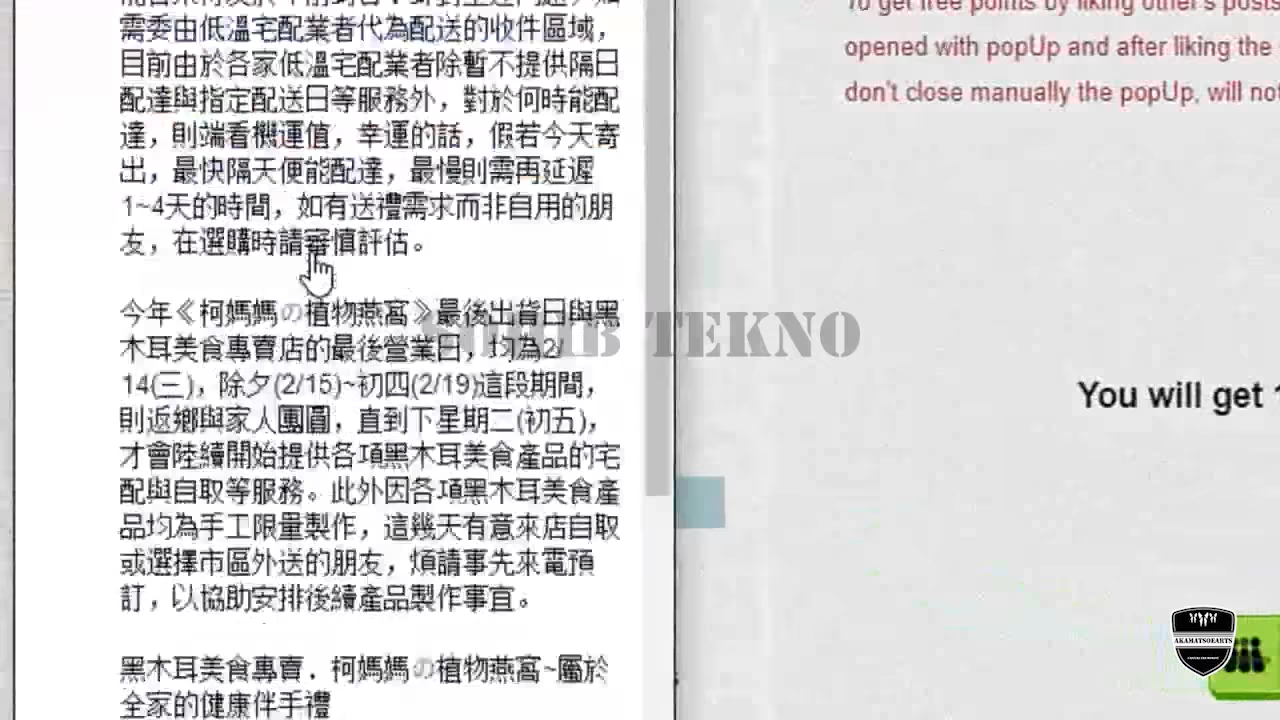 需委由低溫宅配業者代為配送的收件區域，
目前由於各家低溫宅配業者除暫不提供隔日
配達與指定配送日等服務外，對於何時能配
達，則端看機運值，幸運的話，假若今天寄
出，最快隔天便能配達，最慢則需再延遲
1~4天的時間，如有送禮需求而非自用的朋
友，在選購時請審慎評估。
今年《柯媽媽の植物燕窩》最後出貨日與黑
木耳美食專賣店的最後營業日，均為2/
14(三)，除夕(2/15)~初四(2/19)這段期間，
則返鄉與家人團圓，直到下星期二(初五)，
才會陸續開始提供各項黑木耳美食產品的宅
配與自取等服務。此外因各項黑木耳美食產
品均為手工限量製作，這幾天有意來店自取
或選擇市區外送的朋友，煩請事先來電預
訂，以協助安排後續產品製作事宜。
黑木耳美食專賣．柯媽媽の植物燕窩~屬於
全家的健康伴手禮
To get free points by liking other's posts
opened with popUp and after liking the
don't close manually the popUp, will not
You will get
TEKNO
AKAMATSOEARTS